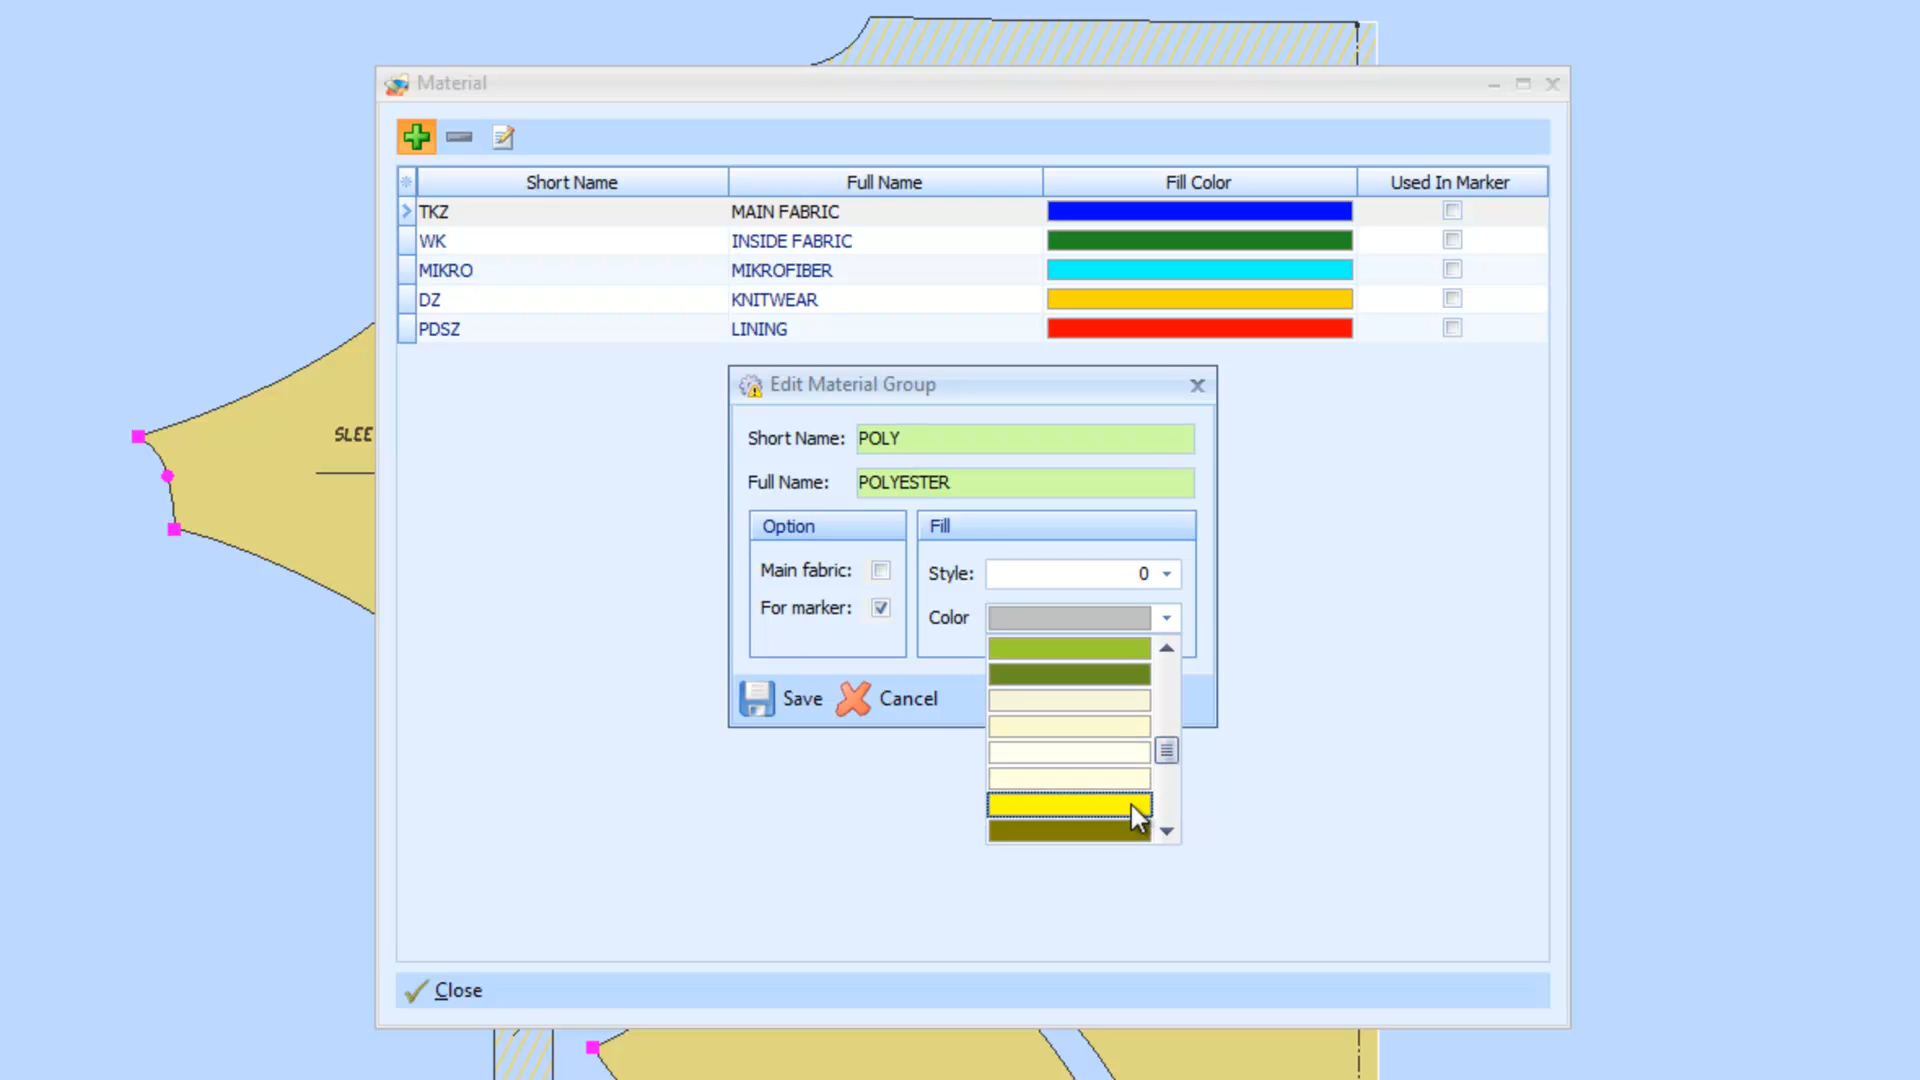 Material
Short Name Full Name Fill Color Used In Marker
TKZ MAIN FABRIC
WK INSIDE FABRIC
MIKRO MIKROFIBER
DZ KNITWEAR
PDSZ LINING
Edit Material Group
SLEE
Short Name: POLY
Full Name: POLYESTER
Option Fill
Main fabric: Style: 0
For marker: Color
Save Cancel
Close